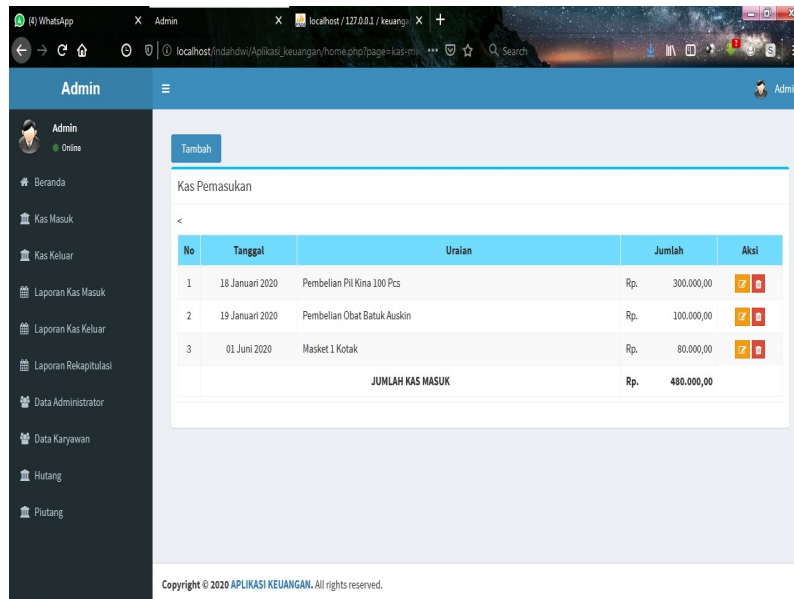 (4) WhatsApp
Admin
localhost / 127.0.0.1 / keuanga
localhost/indahdwi/Aplikasi_keuangan/home.php?page=kas-m
Search
Admin
Admi
Admin
Online
Tambah
Beranda
Kas Pemasukan
Kas Masuk
<
Kas Keluar
Laporan Kas Masuk
Laporan Kas Keluar
Laporan Rekapitulasi
Data Administrator
Data Karyawan
Hutang
Piutang
No Tanggal Uraian Jumlah Aksi
1 18 Januari 2020 Pembelian Pil Kina 100 Pcs Rp. 300.000,00
2 19 Januari 2020 Pembelian Obat Batuk Auskin Rp. 100.000,00
3 01 Juni 2020 Masket 1 Kotak Rp. 80.000,00
JUMLAH KAS MASUK Rp. 480.000,00
Copyright © 2020 APLIKASI KEUANGAN. All rights reserved.